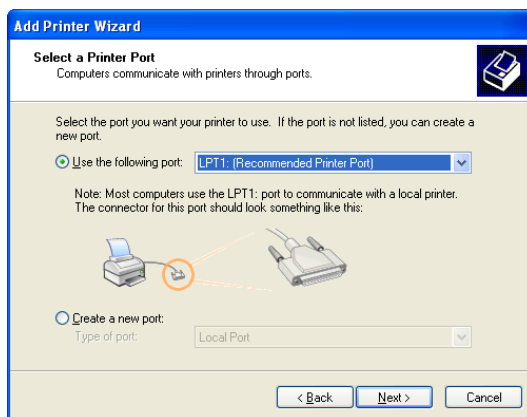 Add Printer Wizard
Select a Printer Port
Computers communicate with printers through ports.
Select the port you want your printer to use. If the port is not listed, you can create a
new port.
Use the following port: LPT1: (Recommended Printer Port)
Note: Most computers use the LPT1: port to communicate with a local printer.
The connector for this port should look something like this:
Create a new port:
Type of port: Local Port
< Back Next > Cancel